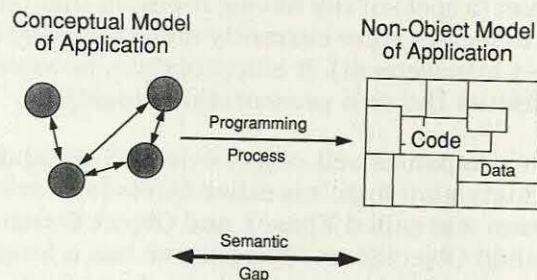 Conceptual Model
of Application
Non-Object Model
of Application
Programming
Process
Code
Data
Semantic
Gap